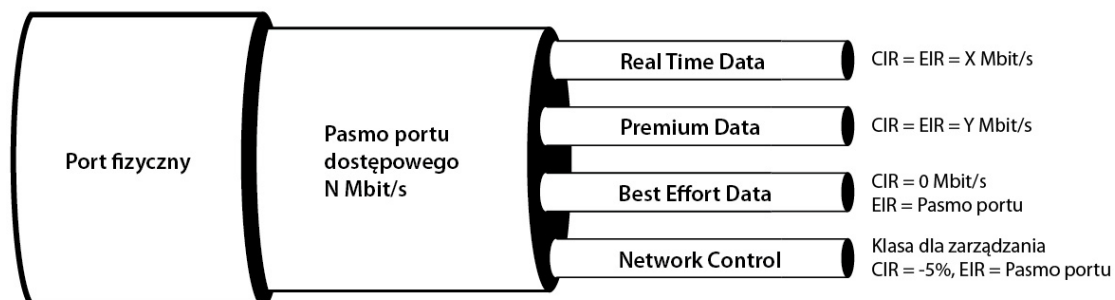 Port fizyczny
Pasmo portu
dostępowego
N Mbit/s
Real Time Data
CIR = EIR = X Mbit/s
Premium Data
CIR = EIR = Y Mbit/s
Best Effort Data
CIR = 0 Mbit/s
EIR = Pasmo portu
Network Control
Klasa dla zarządzania
CIR = -5%, EIR = Pasmo portu